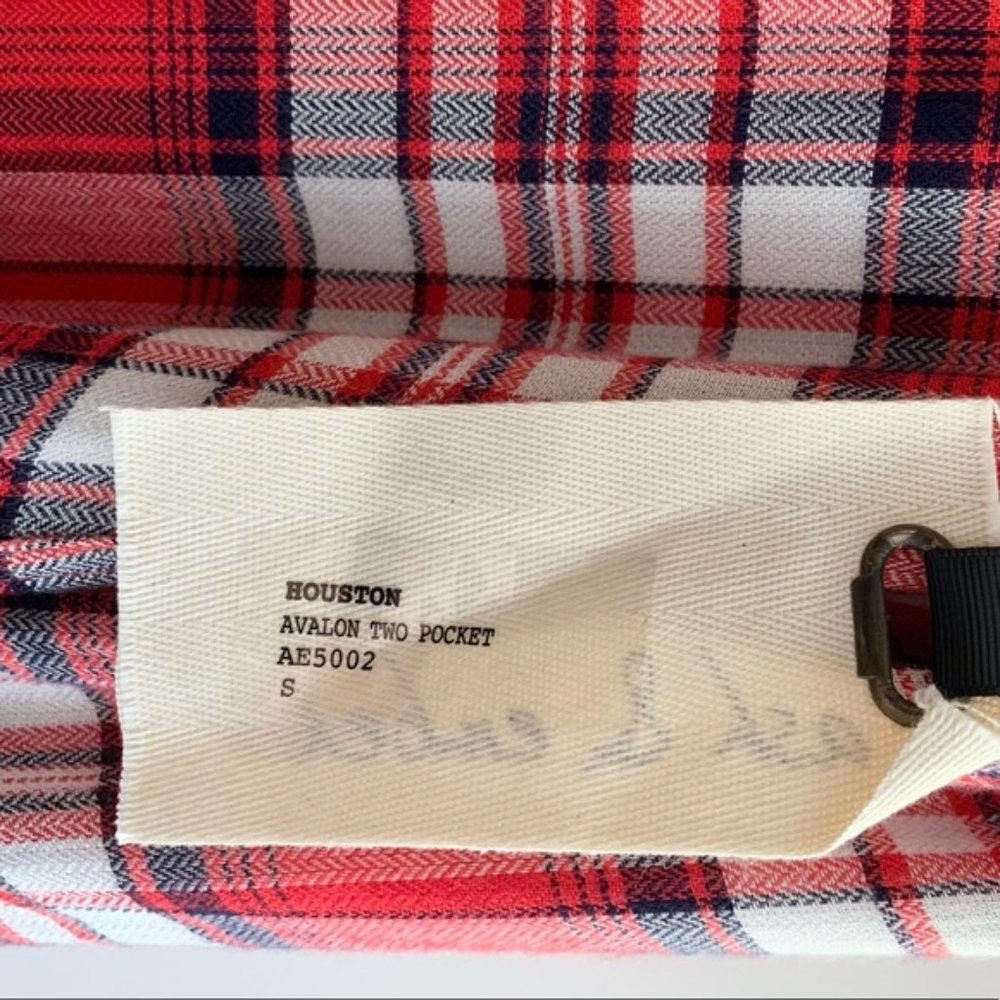 HOUSTON
AVALON TWO POCKET
AE5002
S